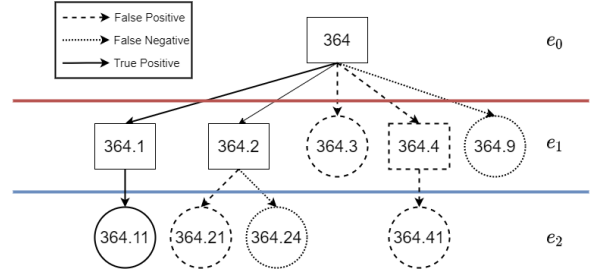 False Positive
False Negative
True Positive
364
e0
364.1
364.2
364.3
364.4
364.9
e1
364.11
364.21
364.24
364.41
e2